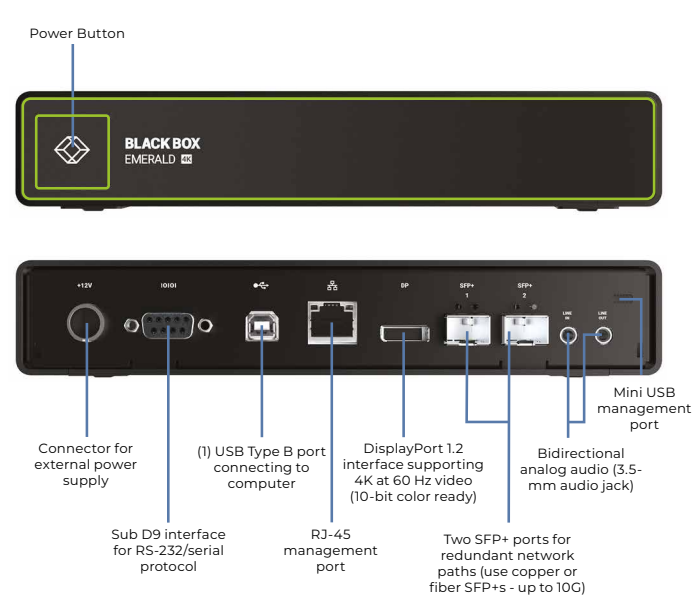 Power Button
BLACK BOX
EMERALD 4K
+12V
IOIOI
DP
SFP+
1
SFP+
2
LINE
IN
LINE
OUT
Mini USB
management
port
Connector for
external power
supply
(1) USB Type B port
connecting to
computer
DisplayPort 1.2
interface supporting
4K at 60 Hz video
(10-bit color ready)
Bidirectional
analog audio (3.5-
mm audio jack)
Sub D9 interface
for RS-232/serial
protocol
RJ-45
management
port
Two SFP+ ports for
redundant network
paths (use copper or
fiber SFP+s - up to 10G)